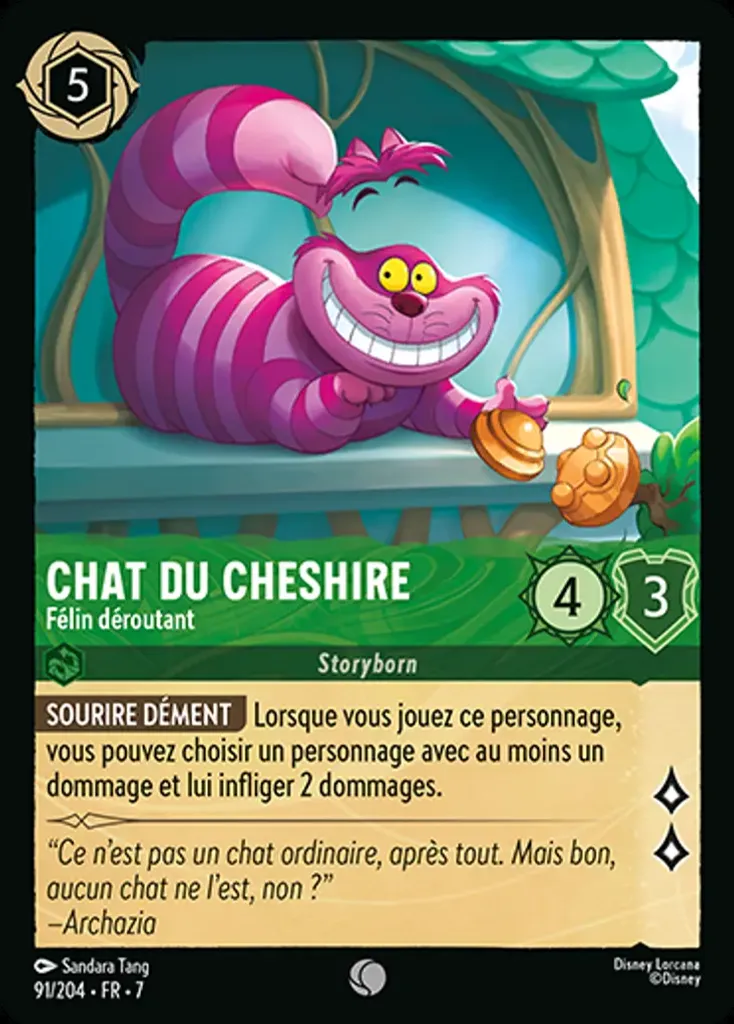 5
CHAT DU CHESHIRE
Félin déroutant
4
3
Storyborn
SOURIRE DÉMENT Lorsque vous jouez ce personnage,
vous pouvez choisir un personnage avec au moins un
dommage et lui infliger 2 dommages.
“Ce n’est pas un chat ordinaire, après tout. Mais bon,
aucun chat ne l’est, non ?”
–Archazia
Sandara Tang
91/204 • FR • 7
Disney Lorcana
©Disney